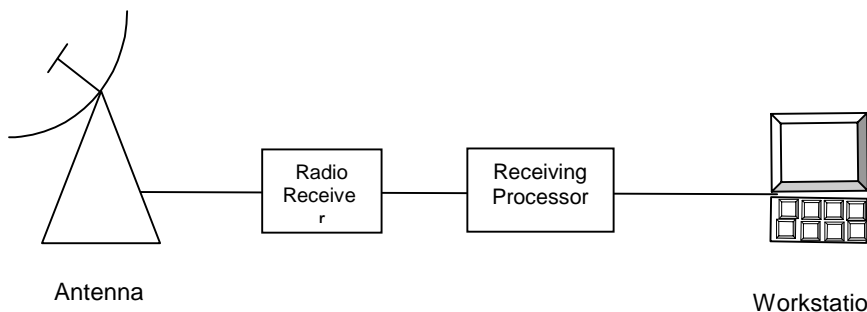 Radio
Receive
r
Receiving
Processor
Antenna
Workstatio